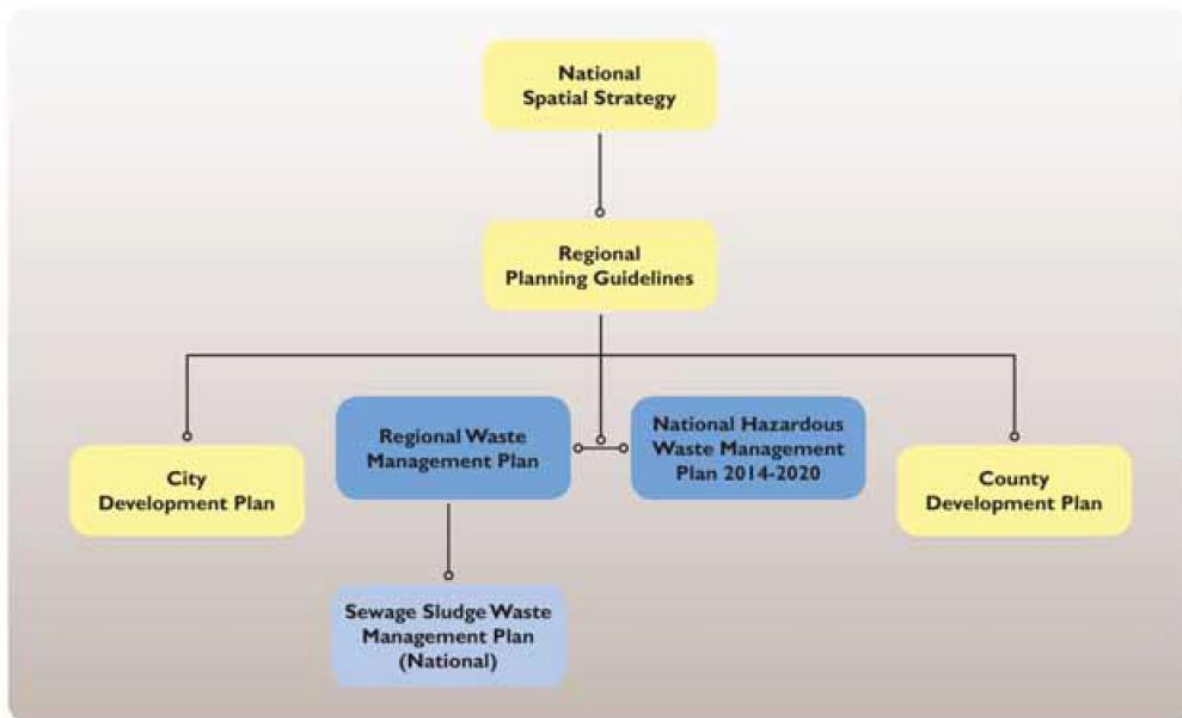 National
Spatial Strategy
Regional
Planning Guidelines
Regional Waste
Management Plan
National Hazardous
Waste Management
Plan 2014-2020
City
Development Plan
County
Development Plan
Sewage Sludge Waste
Management Plan
(National)